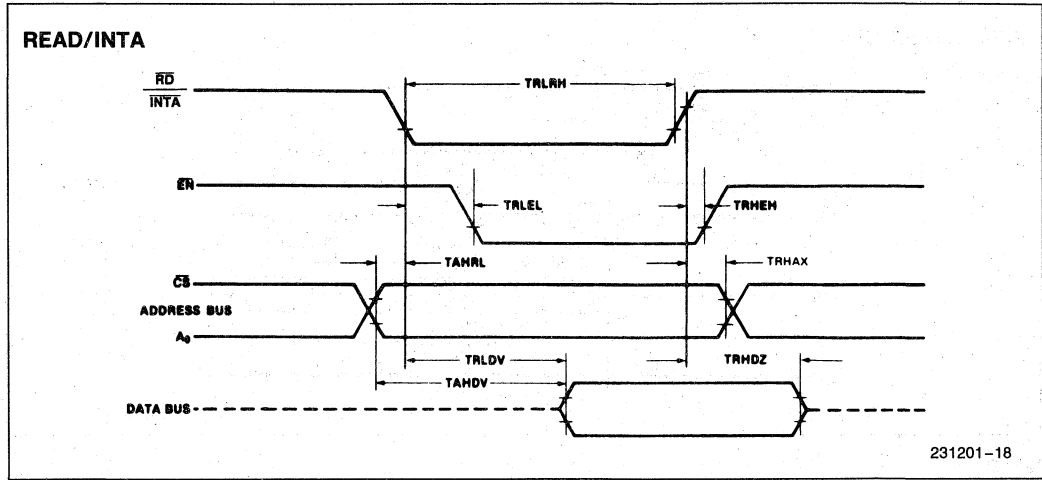 READ/INTA
RD
INTA
TRLRH
EN
TRLEL
TRHEH
TAHRL
TRHAX
CS
ADDRESS BUS
A0
TRLDV
TRHDZ
TAHDV
DATA BUS
231201–18